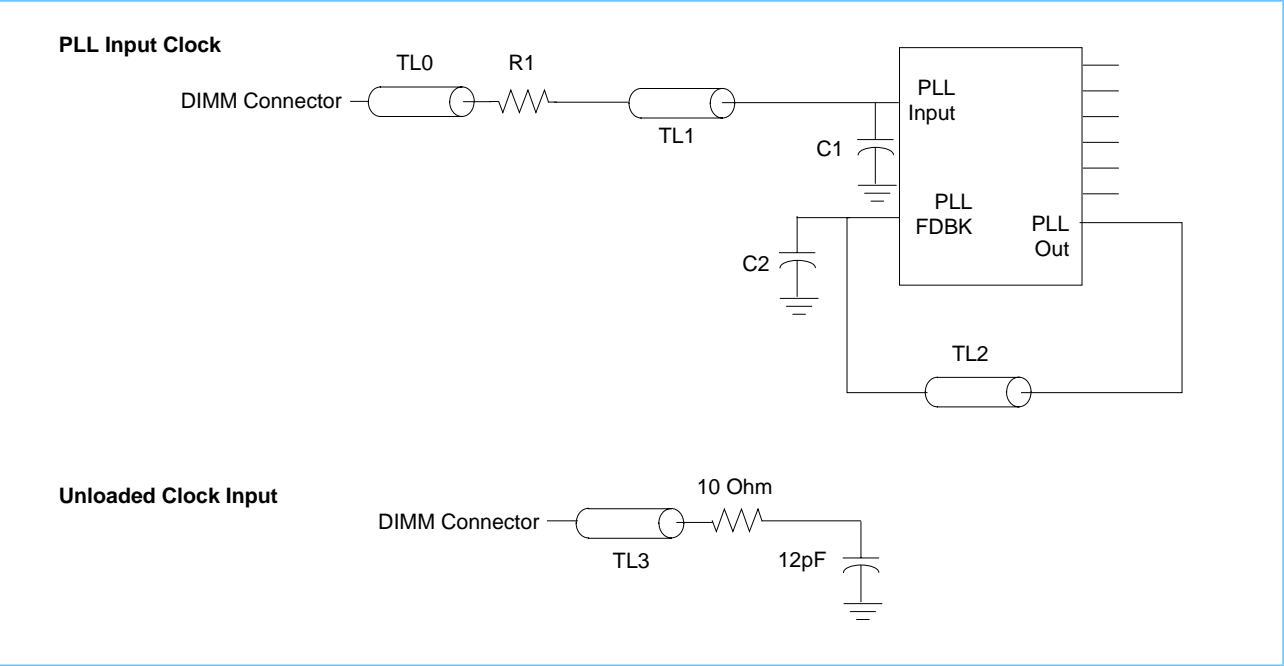 PLL Input Clock
TL0
R1
DIMM Connector
TL1
C1
PLL
Input
PLL
FDBK
PLL
Out
C2
TL2
Unloaded Clock Input
10 Ohm
DIMM Connector
TL3
12pF